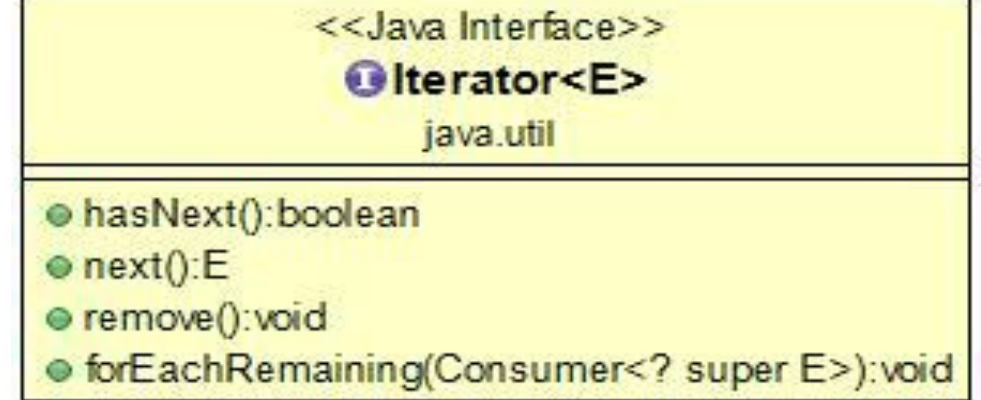 <<Java Interface>>
Iterator<E>
java.util
hasNext():boolean
next():E
remove():void
forEachRemaining(Consumer<? super E>):void